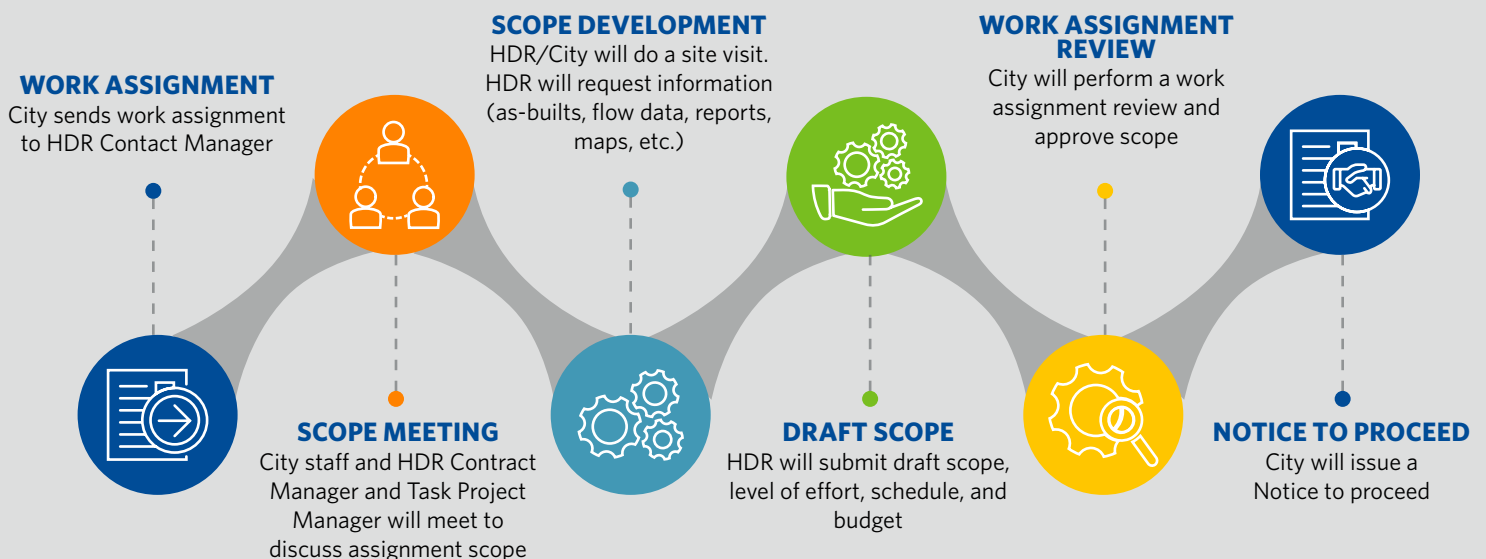 WORK ASSIGNMENT
City sends work assignment
to HDR Contact Manager
SCOPE MEETING
City staff and HDR Contract
Manager and Task Project
Manager will meet to
discuss assignment scope
SCOPE DEVELOPMENT
HDR/City will do a site visit.
HDR will request information
(as-builts, flow data, reports,
maps, etc.)
DRAFT SCOPE
HDR will submit draft scope,
level of effort, schedule, and
budget
WORK ASSIGNMENT
REVIEW
City will perform a work
assignment review and
approve scope
NOTICE TO PROCEED
City will issue a
Notice to proceed